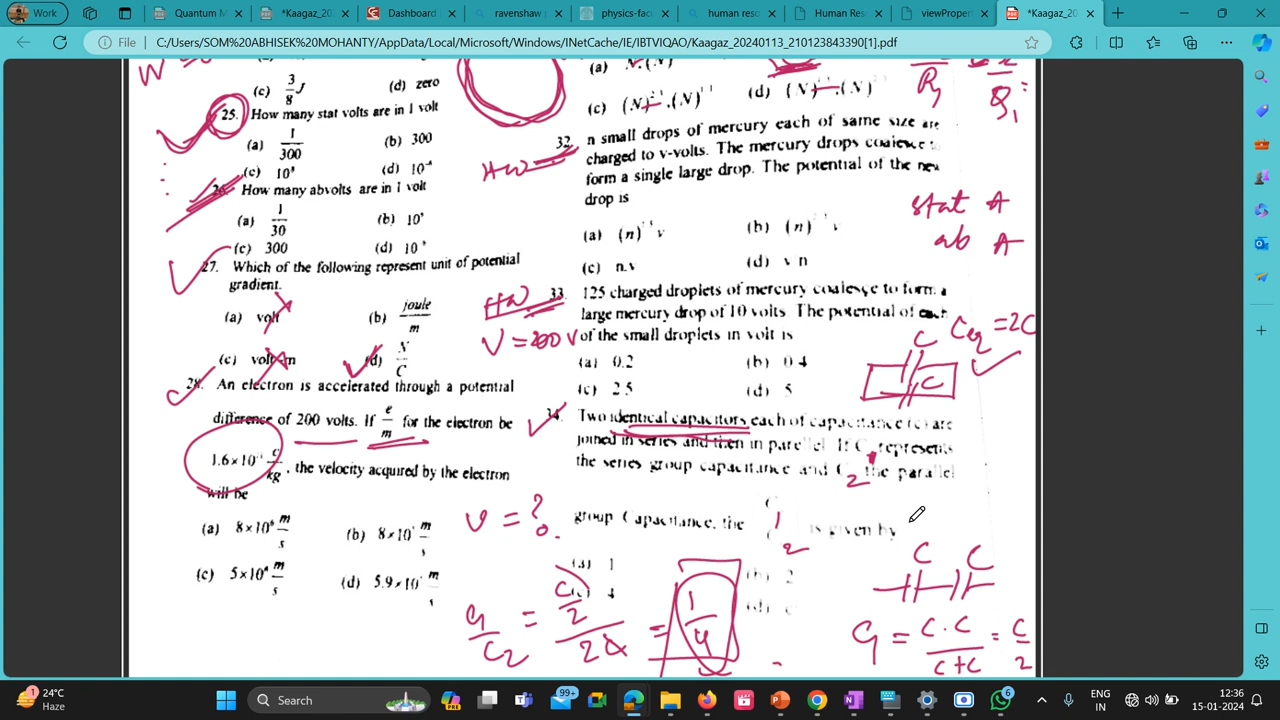 Work
Quantum M
*Kaagaz_20
Dashboard
ravenshaw p
physics-facu
human reso
Human Res
viewPropert
*Kaagaz_20
File
C:/Users/SOM%20ABHISEK%20MOHANTY/AppData/Local/Microsoft/Windows/INetCache/IE/IBTVIQAO/Kaagaz_20240113_210123843390[1].pdf
(c) 3/8 J (d) zero
25. How many stat volts are in 1 volt
(a) 1/300 (b) 300
(c) 10⁸ (d)
How many abvolts are in 1 volt
(a) 1/30 (b)
(c) 300 (d)
27. Which of the following represent unit of potential
gradient.
(a) volt (b) joule/m
(c) volt-m (d) N/C
28. An electron is accelerated through a potential
difference of 200 volts. If e/m for the electron be
1.6×10 c/kg, the velocity acquired by the electron
will be
(a) 8×10⁶ m/s (b) 8×10 m/s
(c) 5×10⁶ m/s (d) 5.9×10 m/s
v = ?
(a)
(c) (d)
HW 32. n small drops of mercury each of same size are
charged to v-volts. The mercury drops coalesce to
form a single large drop. The potential of the new
drop is
(a) (n) v (b) (n) v
(c) n.v (d) v n
stat A
ab A
HW 33. 125 charged droplets of mercury coalesce to form a
large mercury drop of 10 volts. The potential of each
of the small droplets in volt is
V = 200 V
(a) 0.2 (b) 0.4
(c) 2.5 (d) 5
Ceq = 2C
C
C
34. Two identical capacitors each of capacitance (c) are
joined in series and then in parallel. If C1 represents
the series group capacitance and C2 the parallel
group Capacitance, the C1/C2 is given by
(a) 1 (b) 2
(c) 4 (d) c
C1/C2 = C/2 / 2C = 1/4
C C
C1 = C.C / C+C = C/2
24°C
Haze
Search
99+
6
ENG
IN
12:36
15-01-2024